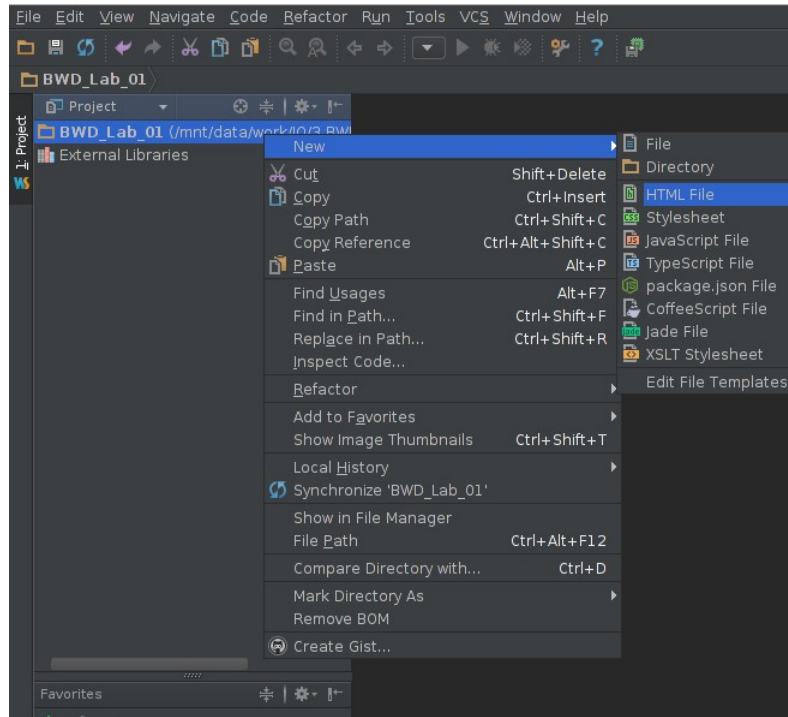 File Edit View Navigate Code Refactor Run Tools VCS Window Help
BWD_Lab_01
Project
1: Project
BWD_Lab_01 (/mnt/data/work/IO/3 BWD
External Libraries
New
Cut Shift+Delete
Copy Ctrl+Insert
Copy Path Ctrl+Shift+C
Copy Reference Ctrl+Alt+Shift+C
Paste Alt+P
Find Usages Alt+F7
Find in Path... Ctrl+Shift+F
Replace in Path... Ctrl+Shift+R
Inspect Code...
Refactor
Add to Favorites
Show Image Thumbnails Ctrl+Shift+T
Local History
Synchronize 'BWD_Lab_01'
Show in File Manager
File Path Ctrl+Alt+F12
Compare Directory with... Ctrl+D
Mark Directory As
Remove BOM
Create Gist...
File
Directory
HTML File
Stylesheet
JavaScript File
TypeScript File
package.json File
CoffeeScript File
Jade File
XSLT Stylesheet
Edit File Templates
Favorites